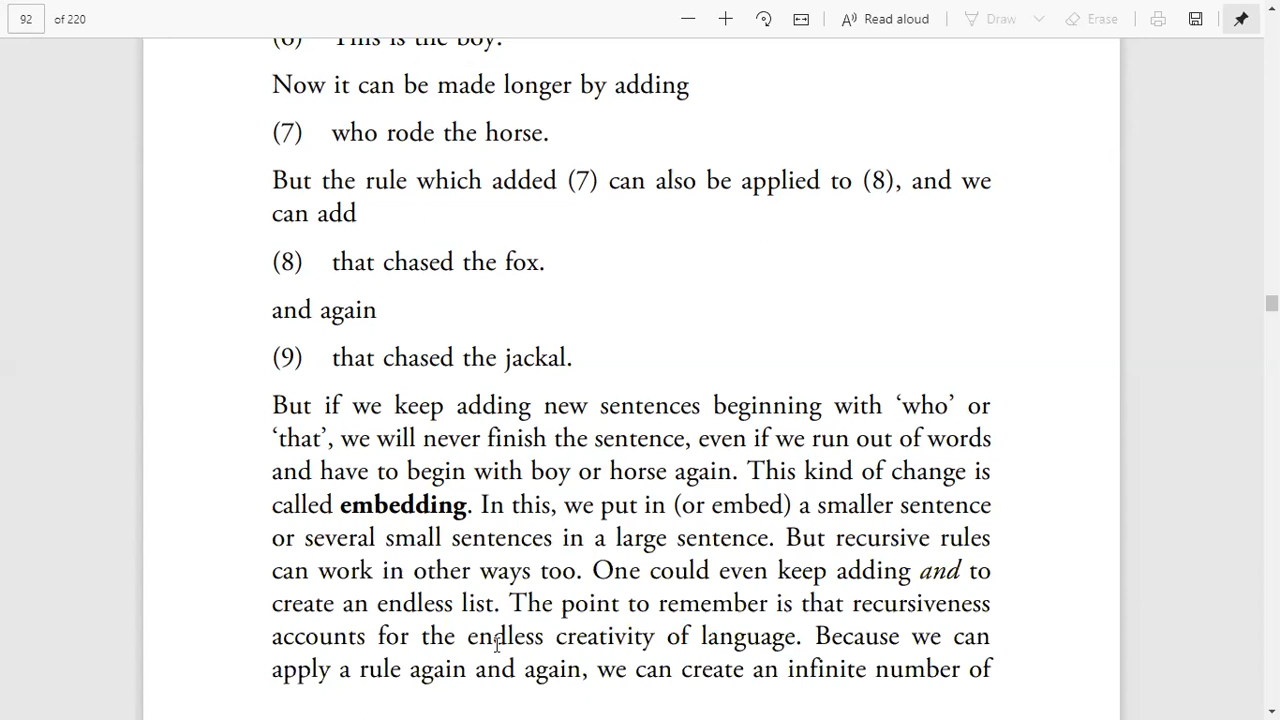 92 of 220 Read aloud Draw Erase
(6) This is the boy.
Now it can be made longer by adding
(7) who rode the horse.
But the rule which added (7) can also be applied to (8), and we
can add
(8) that chased the fox.
and again
(9) that chased the jackal.
But if we keep adding new sentences beginning with ‘who’ or
‘that’, we will never finish the sentence, even if we run out of words
and have to begin with boy or horse again. This kind of change is
called embedding. In this, we put in (or embed) a smaller sentence
or several small sentences in a large sentence. But recursive rules
can work in other ways too. One could even keep adding and to
create an endless list. The point to remember is that recursiveness
accounts for the endless creativity of language. Because we can
apply a rule again and again, we can create an infinite number of